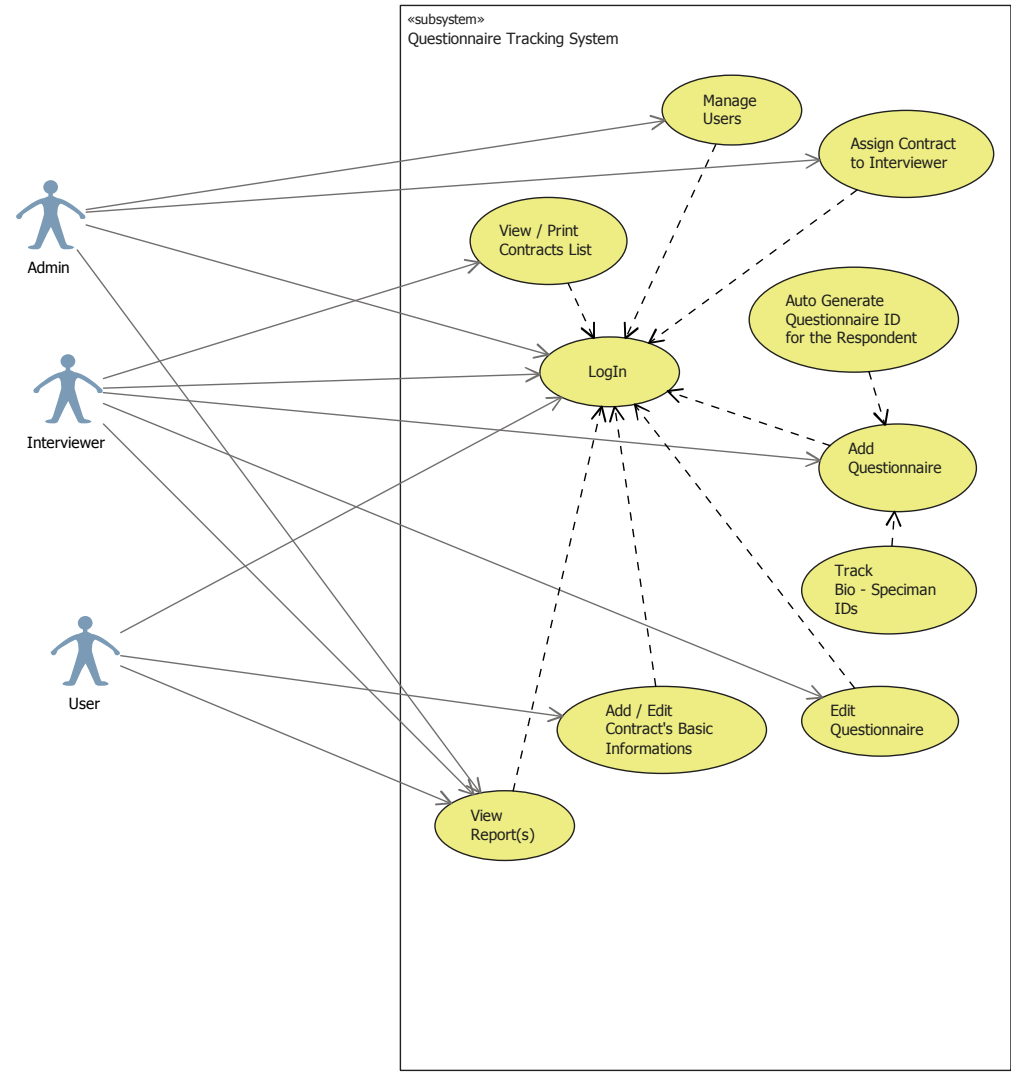 «subsystem»
Questionnaire Tracking System
Manage
Users
Assign Contract
to Interviewer
Admin
View / Print
Contracts List
Auto Generate
Questionnaire ID
for the Respondent
LogIn
Interviewer
Add
Questionnaire
Track
Bio - Speciman
IDs
User
Add / Edit
Contract's Basic
Informations
Edit
Questionnaire
View
Report(s)